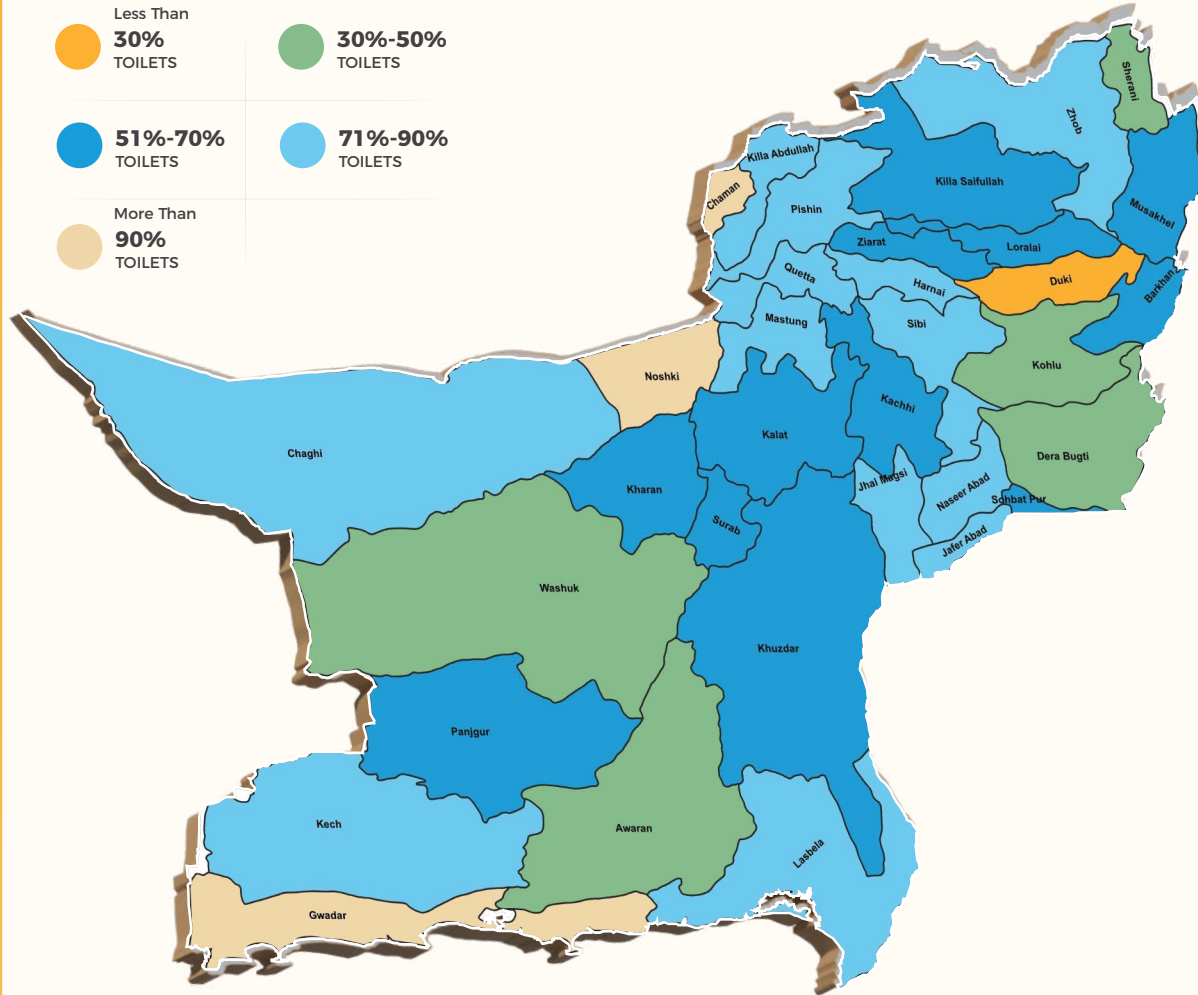 Less Than
30%
TOILETS
30%-50%
TOILETS
51%-70%
TOILETS
71%-90%
TOILETS
More Than
90%
TOILETS
Sherani
Zhob
Killa Abdullah
Chaman
Killa Saifullah
Pishin
Musakhel
Ziarat
Loralai
Quetta
Harnai
Duki
Barkhan
Mastung
Sibi
Noshki
Kohlu
Kachhi
Kalat
Chaghi
Dera Bugti
Jhal Magsi
Kharan
Naseer Abad
Sohbat Pur
Surab
Jafer Abad
Washuk
Khuzdar
Panjgur
Kech
Awaran
Lasbela
Gwadar